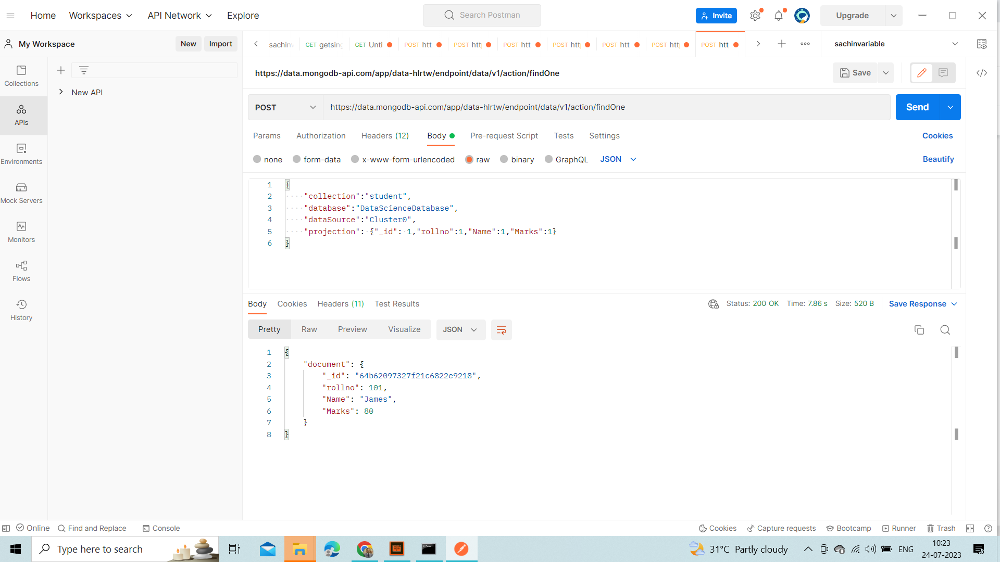 Home Workspaces API Network Explore Search Postman Invite Upgrade
My Workspace New Import sachinv GET getsing GET Unti POST htt POST htt POST htt POST htt POST htt POST htt POST htt sachinvariable
https://data.mongodb-api.com/app/data-hlrtw/endpoint/data/v1/action/findOne Save
Collections
New API
APIs
Environments
Mock Servers
Monitors
Flows
History
POST https://data.mongodb-api.com/app/data-hlrtw/endpoint/data/v1/action/findOne Send
Params Authorization Headers (12) Body Pre-request Script Tests Settings Cookies
none form-data x-www-form-urlencoded raw binary GraphQL JSON Beautify
1 {
2 "collection":"student",
3 "database":"DataScienceDatabase",
4 "dataSource":"Cluster0",
5 "projection": {"_id": 1,"rollno":1,"Name":1,"Marks":1}
6 }
Body Cookies Headers (11) Test Results Status: 200 OK Time: 7.86 s Size: 520 B Save Response
Pretty Raw Preview Visualize JSON
1 {
2 "document": {
3 "_id": "64b62097327f21c6822e9218",
4 "rollno": 101,
5 "Name": "James",
6 "Marks": 80
7 }
8 }
Online Find and Replace Console Cookies Capture requests Bootcamp Runner Trash
Type here to search 31°C Partly cloudy ENG 10:23
24-07-2023